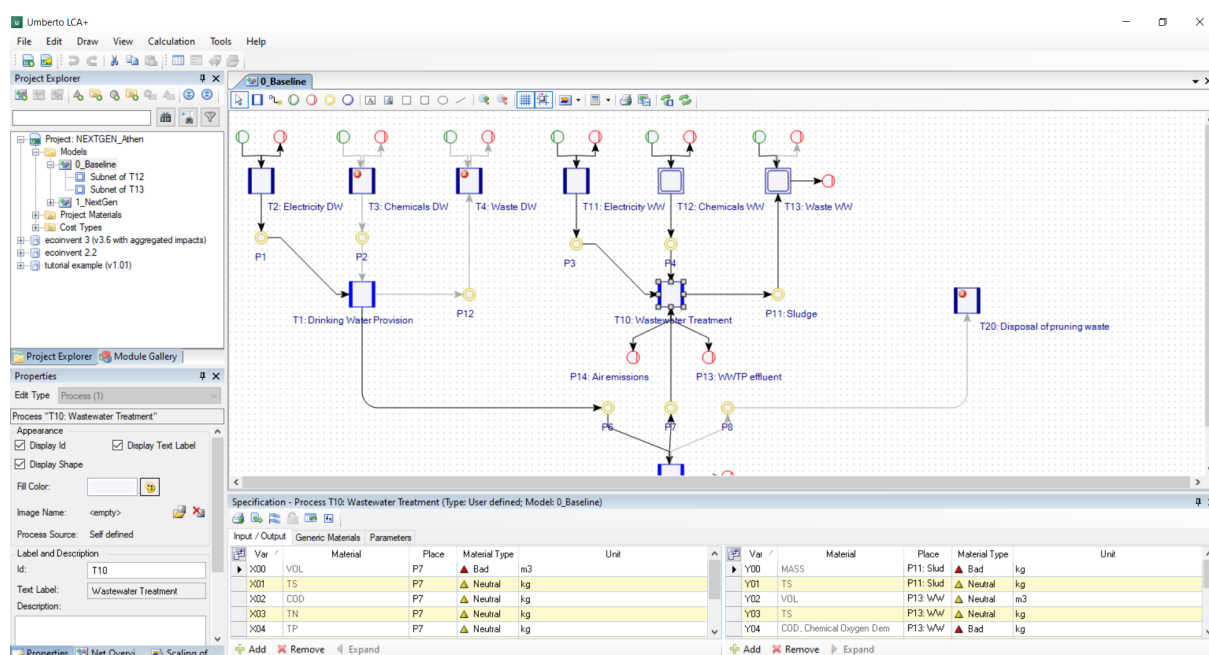 Umberto LCA+
File Edit Draw View Calculation Tools Help
Project Explorer
0_Baseline
Project: NEXTGEN_Athen
Models
0_Baseline
Subnet of T12
Subnet of T13
1_NextGen
Project Materials
Cost Types
ecoinvent 3 (v3.6 with aggregated impacts)
ecoinvent 2.2
tutorial example (v1.01)
T2: Electricity DW
T3: Chemicals DW
T4: Waste DW
T11: Electricity WW
T12: Chemicals WW
T13: Waste WW
P1
P2
P3
P4
T1: Drinking Water Provision
P12
T10: Wastewater Treatment
P11: Sludge
T20: Disposal of pruning waste
P14: Air emissions
P13: WWTP effluent
P6
P7
P8
Project Explorer Module Gallery
Properties
Edit Type Process (1)
Process "T10: Wastewater Treatment"
Appearance
Display Id Display Text Label
Display Shape
Fill Color:
Image Name: <empty>
Process Source: Self defined
Label and Description
Id: T10
Text Label: Wastewater Treatment
Description:
Properties Net Overvi... Scaling of...
Specification - Process T10: Wastewater Treatment (Type: User defined; Model: 0_Baseline)
Input / Output Generic Materials Parameters
Var Material Place Material Type Unit
X00 VOL P7 Bad m3
X01 TS P7 Neutral kg
X02 COD P7 Neutral kg
X03 TN P7 Neutral kg
X04 TP P7 Neutral kg
Add Remove Expand
Var Material Place Material Type Unit
Y00 MASS P11: Slud Bad kg
Y01 TS P11: Slud Neutral kg
Y02 VOL P13: WW Neutral m3
Y03 TS P13: WW Neutral kg
Y04 COD, Chemical Oxygen Dem P13: WW Bad kg
Add Remove Expand